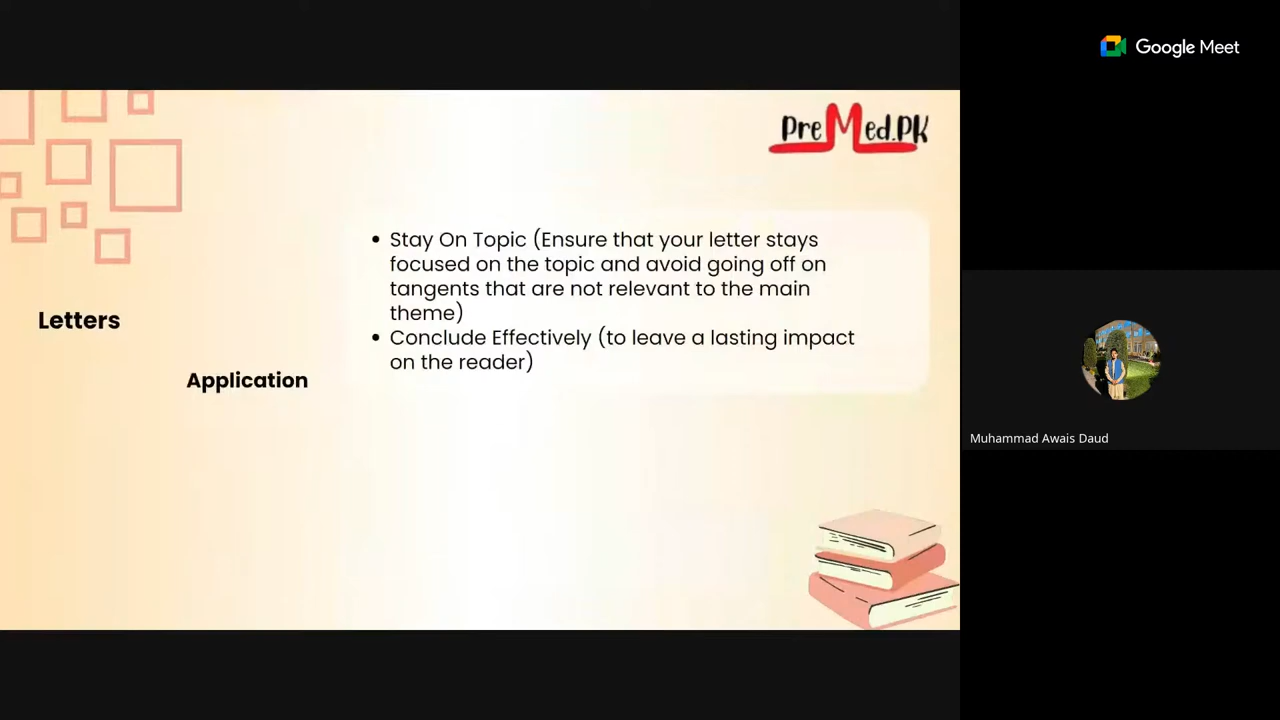 Google Meet
PreMed.PK
• Stay On Topic (Ensure that your letter stays
focused on the topic and avoid going off on
tangents that are not relevant to the main
theme)
• Conclude Effectively (to leave a lasting impact
on the reader)
Letters
Application
Muhammad Awais Daud